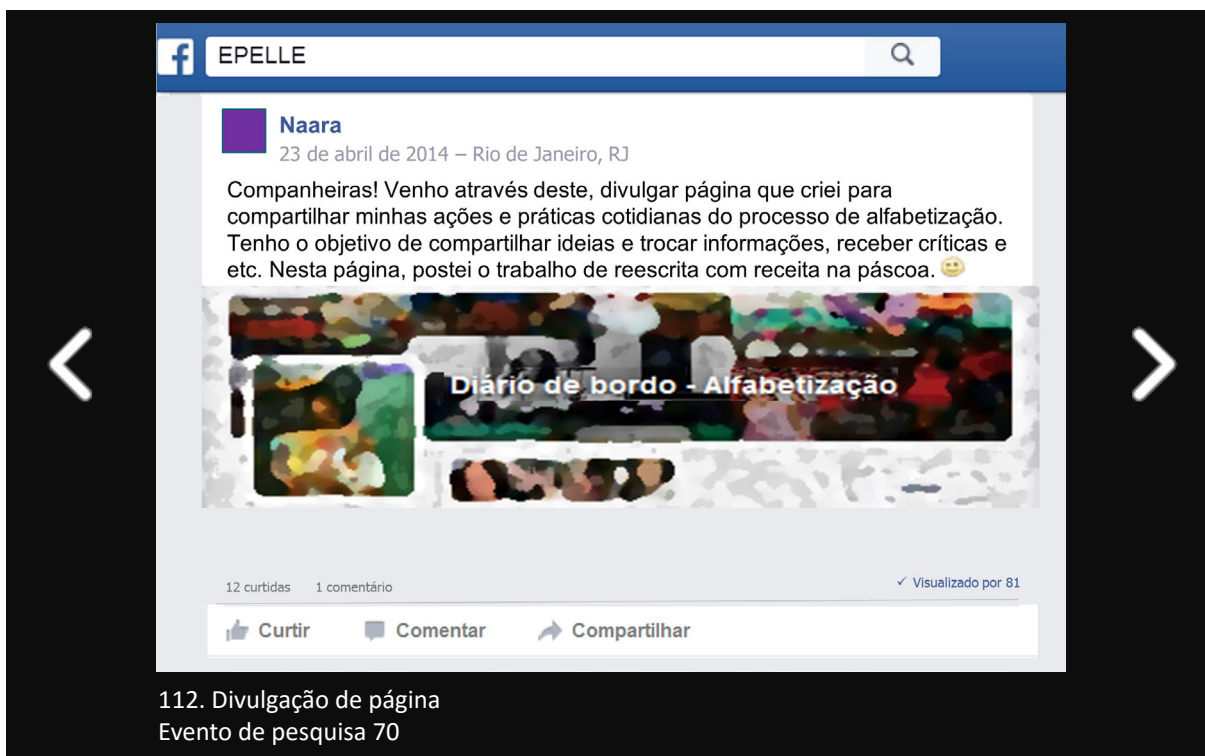 f EPELLE
Naara
23 de abril de 2014 – Rio de Janeiro, RJ
Companheiras! Venho através deste, divulgar página que criei para
compartilhar minhas ações e práticas cotidianas do processo de alfabetização.
Tenho o objetivo de compartilhar ideias e trocar informações, receber críticas e
etc. Nesta página, postei o trabalho de reescrita com receita na páscoa.
Diário de bordo - Alfabetização
12 curtidas 1 comentário ✓ Visualizado por 81
Curtir Comentar Compartilhar
112. Divulgação de página
Evento de pesquisa 70